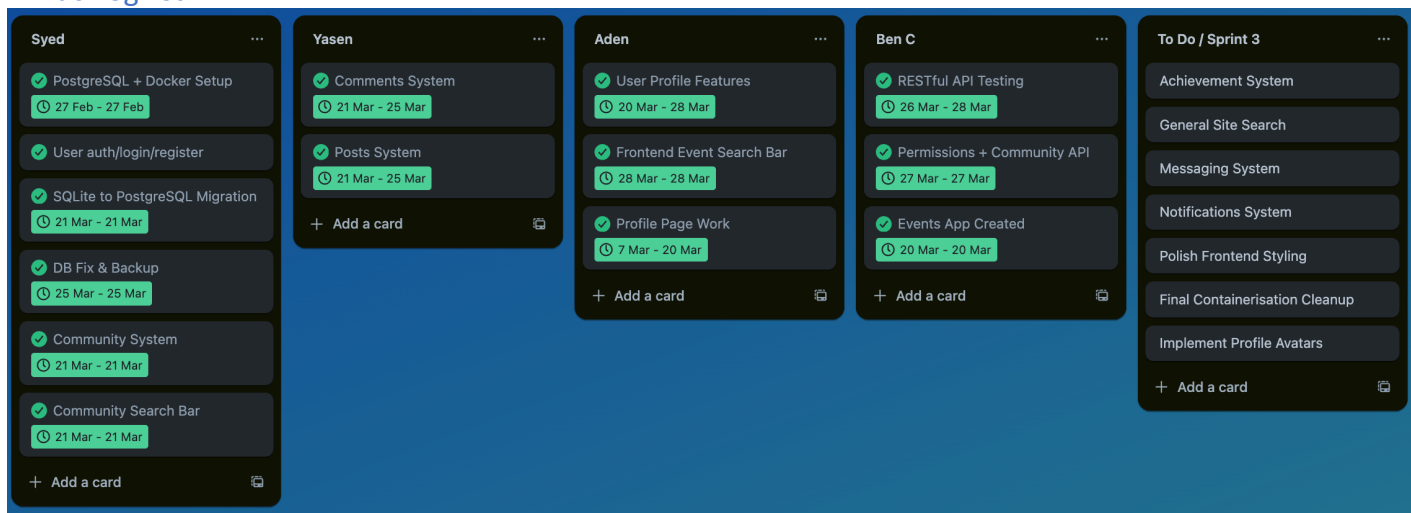 Syed
PostgreSQL + Docker Setup
27 Feb - 27 Feb
User auth/login/register
SQLite to PostgreSQL Migration
21 Mar - 21 Mar
DB Fix & Backup
25 Mar - 25 Mar
Community System
21 Mar - 21 Mar
Community Search Bar
21 Mar - 21 Mar
+ Add a card
Yasen
Comments System
21 Mar - 25 Mar
Posts System
21 Mar - 25 Mar
+ Add a card
Aden
User Profile Features
20 Mar - 28 Mar
Frontend Event Search Bar
28 Mar - 28 Mar
Profile Page Work
7 Mar - 20 Mar
+ Add a card
Ben C
RESTful API Testing
26 Mar - 28 Mar
Permissions + Community API
27 Mar - 27 Mar
Events App Created
20 Mar - 20 Mar
+ Add a card
To Do / Sprint 3
Achievement System
General Site Search
Messaging System
Notifications System
Polish Frontend Styling
Final Containerisation Cleanup
Implement Profile Avatars
+ Add a card